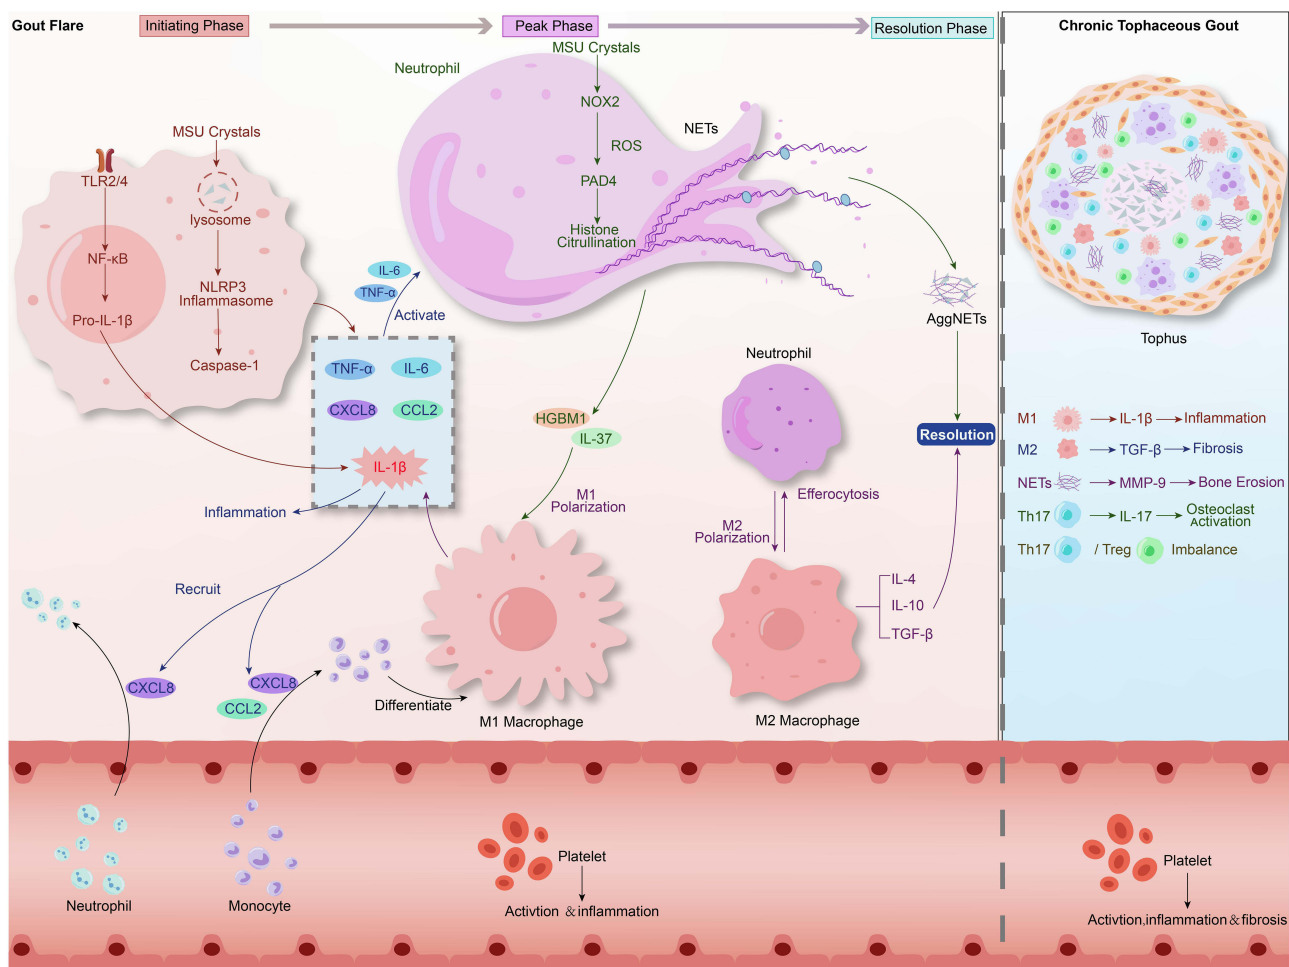 Gout Flare
Initiating Phase
Peak Phase
Resolution Phase
Chronic Tophaceous Gout
MSU Crystals
TLR2/4
lysosome
NF-κB
NLRP3
Inflammasome
Pro-IL-1β
Caspase-1
MSU Crystals
Neutrophil
NOX2
ROS
PAD4
Histone
Citrullination
NETs
IL-6
TNF-α
Activate
TNF-α
IL-6
CXCL8
CCL2
IL-1β
Inflammation
Recruit
CXCL8
CXCL8
CCL2
HGBM1
IL-37
M1
Polarization
Differentiate
M1 Macrophage
AggNETs
Resolution
Neutrophil
Efferocytosis
M2
Polarization
IL-4
IL-10
TGF-β
M2 Macrophage
Tophus
M1 IL-1β Inflammation
M2 TGF-β Fibrosis
NETs MMP-9 Bone Erosion
Th17 IL-17 Osteoclast
Activation
Th17 / Treg Imbalance
Neutrophil
Monocyte
Platelet
Activtion & inflammation
Platelet
Activtion,inflammation & fibrosis